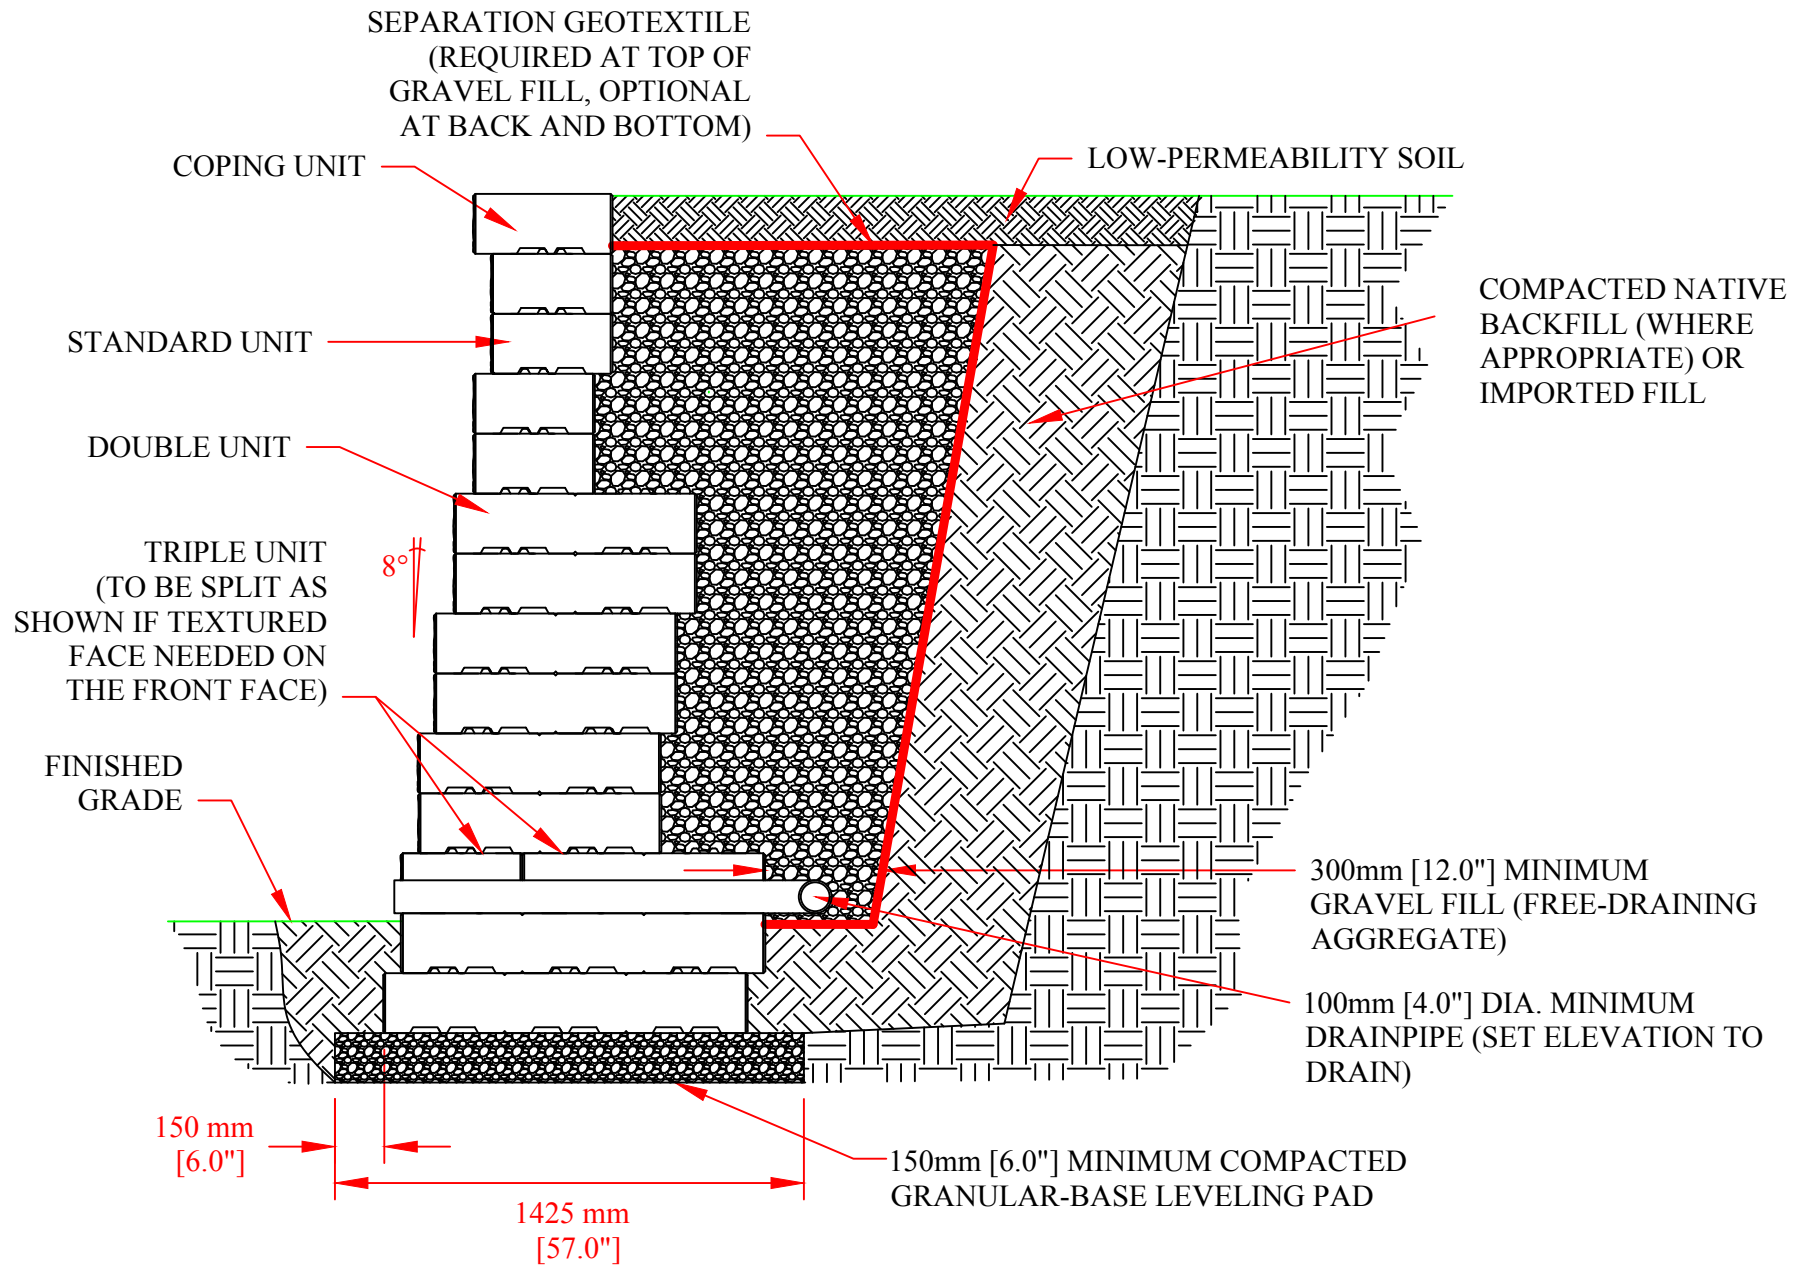 SEPARATION GEOTEXTILE
(REQUIRED AT TOP OF
GRAVEL FILL, OPTIONAL
AT BACK AND BOTTOM)
COPING UNIT
LOW-PERMEABILITY SOIL
COMPACTED NATIVE
BACKFILL (WHERE
APPROPRIATE) OR
IMPORTED FILL
STANDARD UNIT
DOUBLE UNIT
8°
TRIPLE UNIT
(TO BE SPLIT AS
SHOWN IF TEXTURED
FACE NEEDED ON
THE FRONT FACE)
FINISHED
GRADE
300mm [12.0"] MINIMUM
GRAVEL FILL (FREE-DRAINING
AGGREGATE)
100mm [4.0"] DIA. MINIMUM
DRAINPIPE (SET ELEVATION TO
DRAIN)
150 mm
[6.0"]
150mm [6.0"] MINIMUM COMPACTED
GRANULAR-BASE LEVELING PAD
1425 mm
[57.0"]